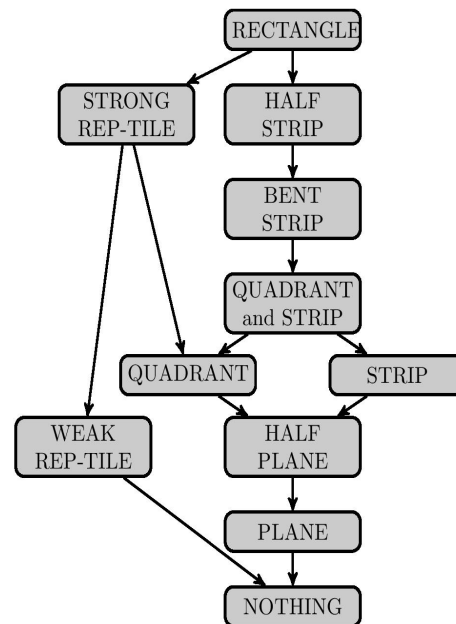 RECTANGLE
STRONG
REP-TILE
HALF
STRIP
BENT
STRIP
QUADRANT
and STRIP
QUADRANT
STRIP
WEAK
REP-TILE
HALF
PLANE
PLANE
NOTHING